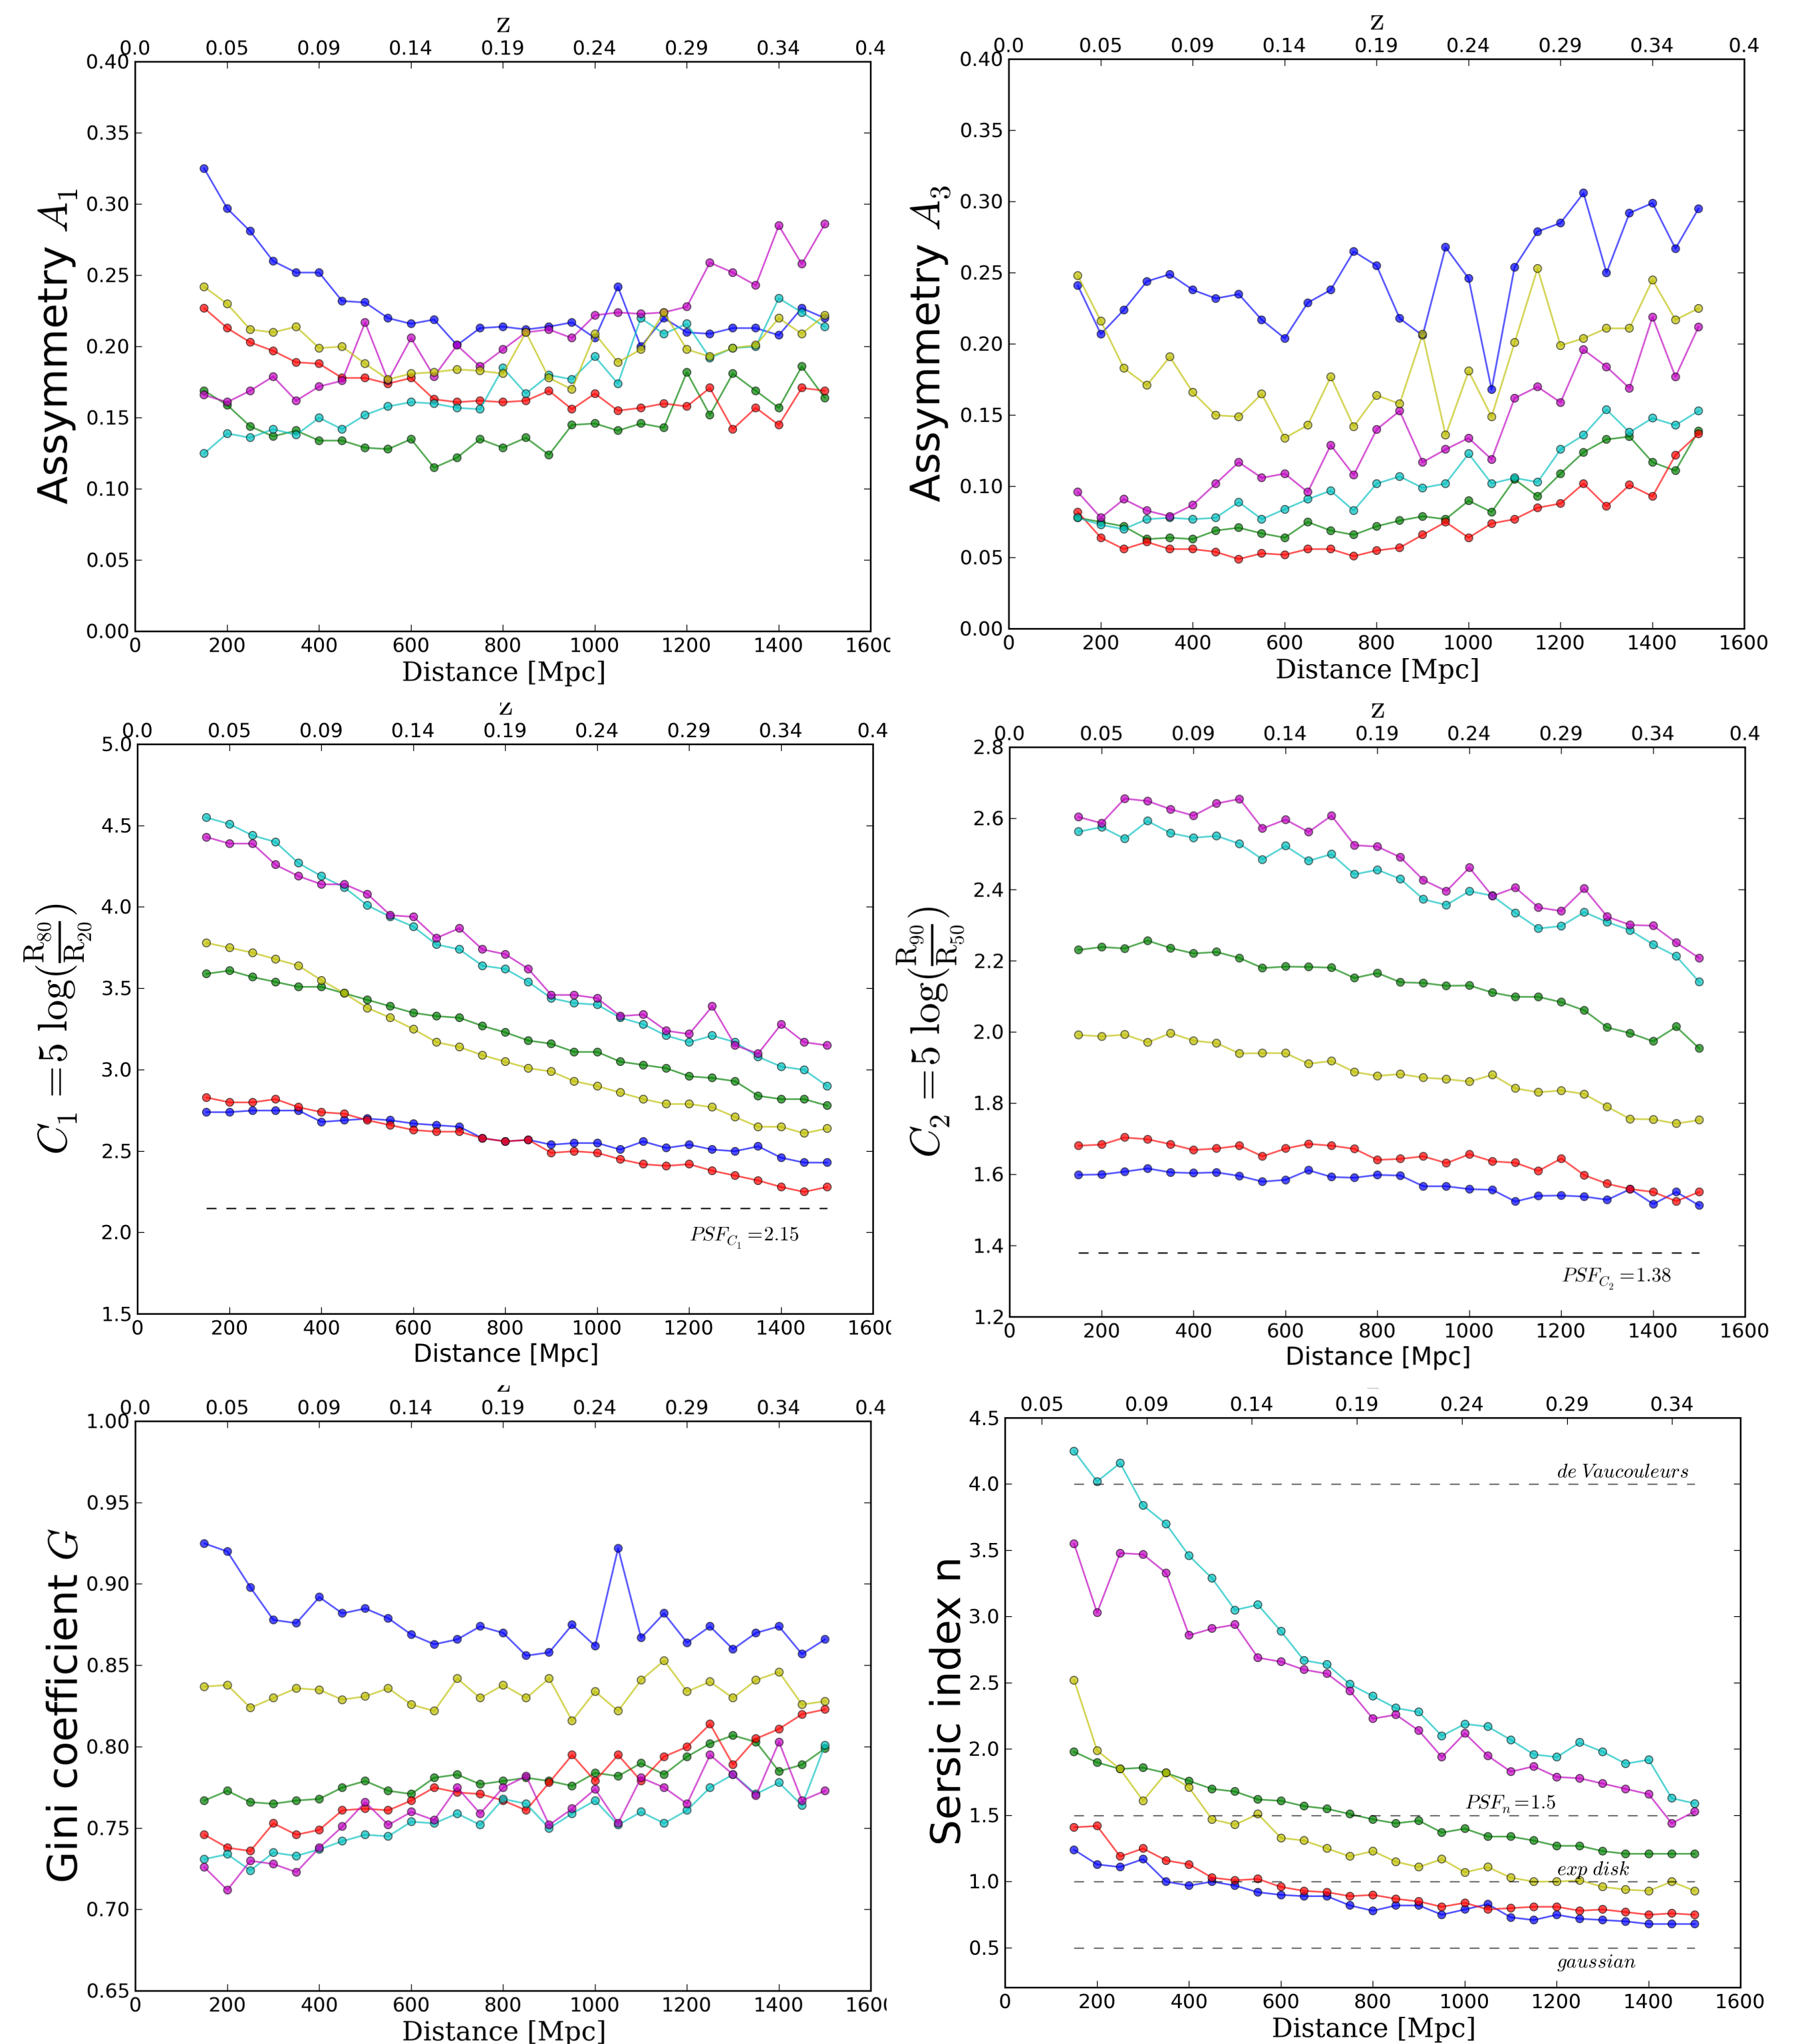 z
0.0 0.05 0.09 0.14 0.19 0.24 0.29 0.34 0.4
0.40
0.35
0.30
0.25
0.20
0.15
0.10
0.05
0.00
Assymmetry A1
0 200 400 600 800 1000 1200 1400 1600
Distance [Mpc]
z
0.0 0.05 0.09 0.14 0.19 0.24 0.29 0.34 0.4
0.40
0.35
0.30
0.25
0.20
0.15
0.10
0.05
0.00
Assymmetry A3
0 200 400 600 800 1000 1200 1400 1600
Distance [Mpc]
z
0.0 0.05 0.09 0.14 0.19 0.24 0.29 0.34 0.4
5.0
4.5
4.0
3.5
3.0
2.5
2.0
1.5
C1 = 5 log(R80/R20)
PSF_C1 = 2.15
0 200 400 600 800 1000 1200 1400 1600
Distance [Mpc]
z
0.0 0.05 0.09 0.14 0.19 0.24 0.29 0.34 0.4
2.8
2.6
2.4
2.2
2.0
1.8
1.6
1.4
1.2
C2 = 5 log(R90/R50)
PSF_C2 = 1.38
0 200 400 600 800 1000 1200 1400 1600
Distance [Mpc]
z
0.0 0.05 0.09 0.14 0.19 0.24 0.29 0.34 0.4
1.00
0.95
0.90
0.85
0.80
0.75
0.70
0.65
Gini coefficient G
0 200 400 600 800 1000 1200 1400 1600
Distance [Mpc]
0.05 0.09 0.14 0.19 0.24 0.29 0.34
4.5
4.0
3.5
3.0
2.5
2.0
1.5
1.0
0.5
Sersic index n
de Vaucouleurs
PSF_n = 1.5
exp disk
gaussian
0 200 400 600 800 1000 1200 1400 1600
Distance [Mpc]